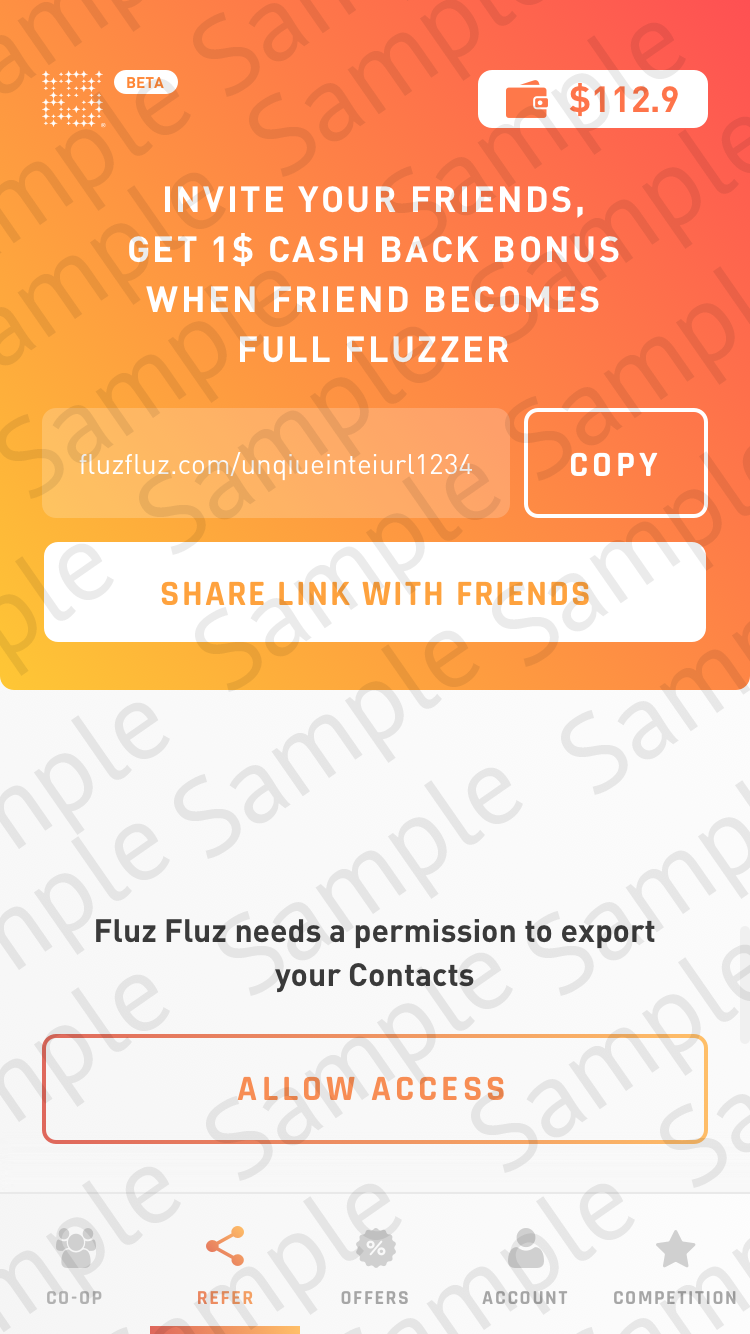 BETA
$112.9
INVITE YOUR FRIENDS,
GET 1$ CASH BACK BONUS
WHEN FRIEND BECOMES
FULL FLUZZER
fluzfluz.com/unqiueinteiurl1234
COPY
SHARE LINK WITH FRIENDS
Fluz Fluz needs a permission to export
your Contacts
ALLOW ACCESS
CO-OP
REFER
OFFERS
ACCOUNT
COMPETITION
Sample